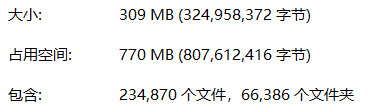 大小: 309 MB (324,958,372 字节)
占用空间: 770 MB (807,612,416 字节)
包含: 234,870 个文件，66,386 个文件夹